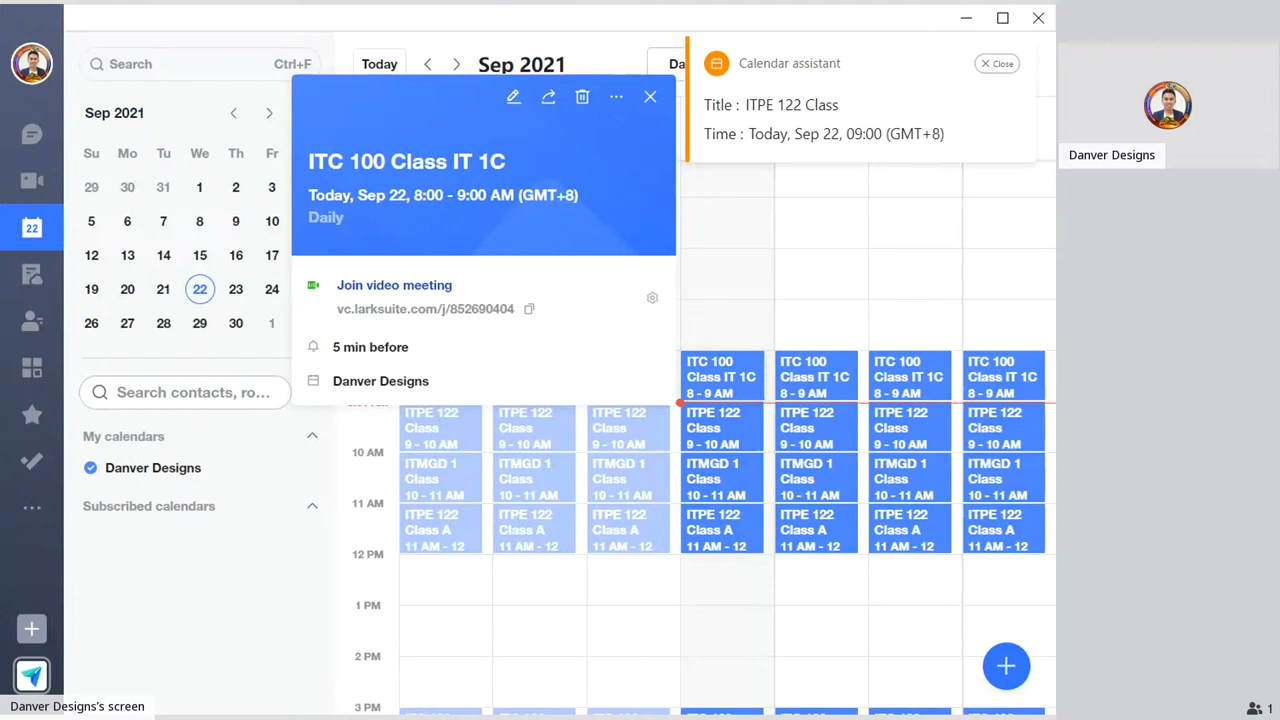 Search Ctrl+F
Sep 2021
Su Mo Tu We Th Fr
29 30 31 1 2 3
5 6 7 8 9 10
12 13 14 15 16 17
19 20 21 22 23 24
26 27 28 29 30 1
Search contacts, ro...
My calendars
Danver Designs
Subscribed calendars
22
Today
Sep 2021
Da
ITC 100 Class IT 1C
Today, Sep 22, 8:00 - 9:00 AM (GMT+8)
Daily
Join video meeting
vc.larksuite.com/j/852690404
5 min before
Danver Designs
Calendar assistant
Close
Title : ITPE 122 Class
Time : Today, Sep 22, 09:00 (GMT+8)
ITC 100 ITC 100 ITC 100 ITC 100
Class IT 1C Class IT 1C Class IT 1C Class IT 1C
8 - 9 AM 8 - 9 AM 8 - 9 AM 8 - 9 AM
ITPE 122 ITPE 122 ITPE 122 ITPE 122 ITPE 122 ITPE 122 ITPE 122
Class Class Class Class Class Class Class
9 - 10 AM 9 - 10 AM 9 - 10 AM 9 - 10 AM 9 - 10 AM 9 - 10 AM 9 - 10 AM
10 AM
ITMGD 1 ITMGD 1 ITMGD 1 ITMGD 1 ITMGD 1 ITMGD 1 ITMGD 1
Class Class Class Class Class Class Class
10 - 11 AM 10 - 11 AM 10 - 11 AM 10 - 11 AM 10 - 11 AM 10 - 11 AM 10 - 11 AM
11 AM
ITPE 122 ITPE 122 ITPE 122 ITPE 122 ITPE 122 ITPE 122 ITPE 122
Class A Class A Class A Class A Class A Class A Class A
11 AM - 12 11 AM - 12 11 AM - 12 11 AM - 12 11 AM - 12 11 AM - 12 11 AM - 12
12 PM
1 PM
2 PM
3 PM
Danver Designs's screen
Danver Designs
1